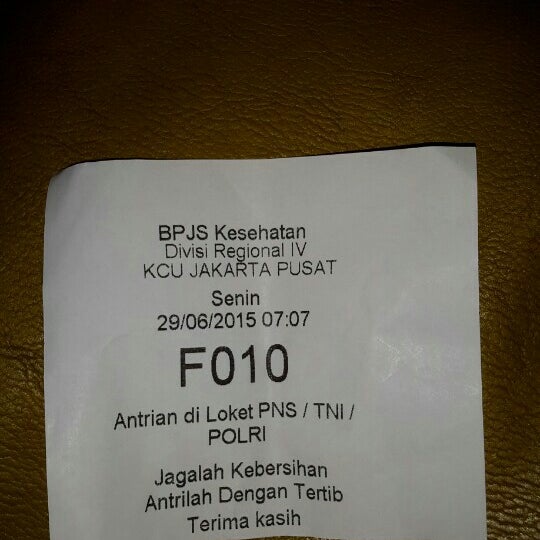 BPJS Kesehatan
Divisi Regional IV
KCU JAKARTA PUSAT
Senin
29/06/2015 07:07
F010
Antrian di Loket PNS / TNI /
POLRI
Jagalah Kebersihan
Antrilah Dengan Tertib
Terima kasih